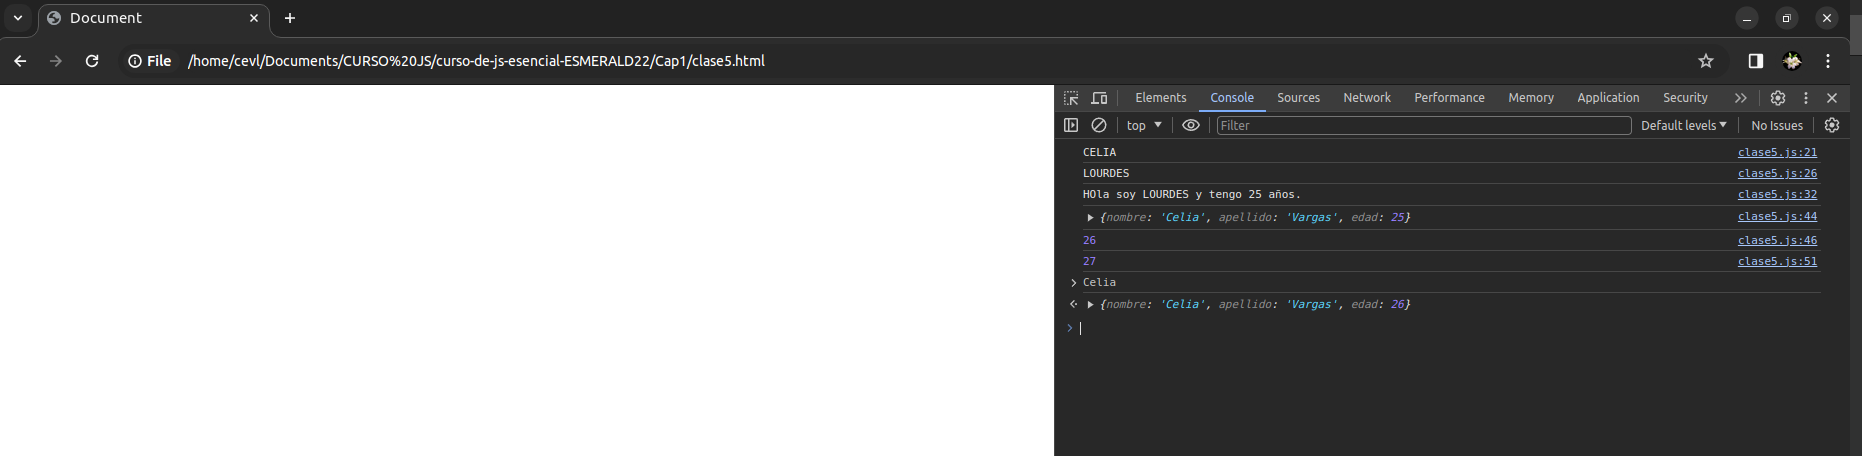 Document
File /home/cevl/Documents/CURSO%20JS/curso-de-js-esencial-ESMERALD22/Cap1/clase5.html
Elements Console Sources Network Performance Memory Application Security
top Filter Default levels No Issues
CELIA clase5.js:21
LOURDES clase5.js:26
HOla soy LOURDES y tengo 25 años. clase5.js:32
{nombre: 'Celia', apellido: 'Vargas', edad: 25} clase5.js:44
26 clase5.js:46
27 clase5.js:51
Celia
{nombre: 'Celia', apellido: 'Vargas', edad: 26}